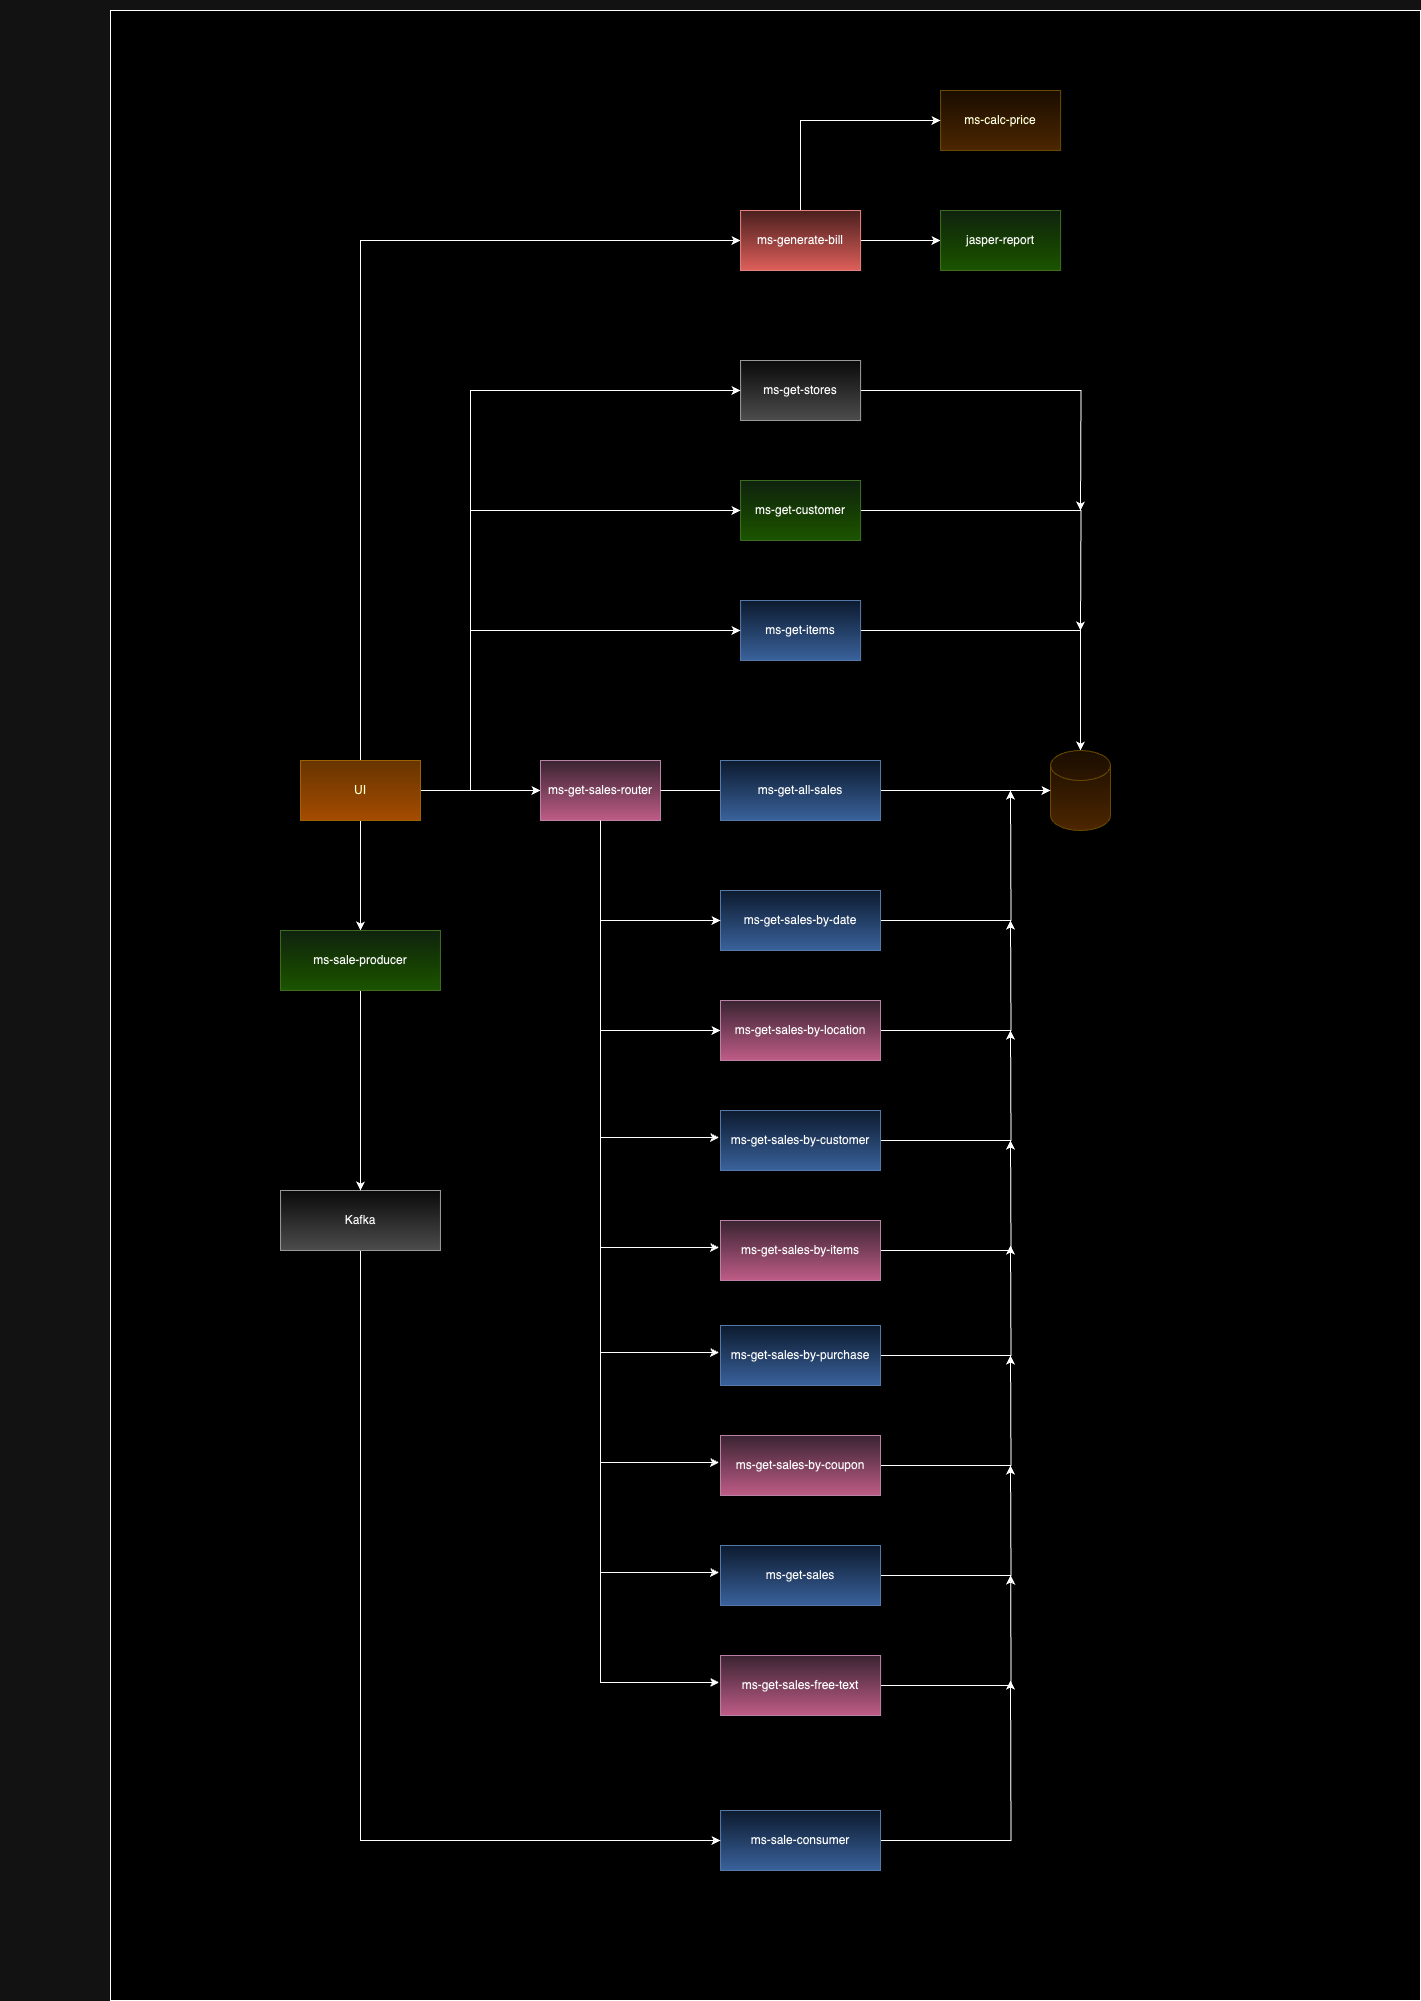 ms-calc-price
ms-generate-bill
jasper-report
ms-get-stores
ms-get-customer
ms-get-items
UI
ms-get-sales-router
ms-get-all-sales
ms-get-sales-by-date
ms-sale-producer
ms-get-sales-by-location
ms-get-sales-by-customer
Kafka
ms-get-sales-by-items
ms-get-sales-by-purchase
ms-get-sales-by-coupon
ms-get-sales
ms-get-sales-free-text
ms-sale-consumer